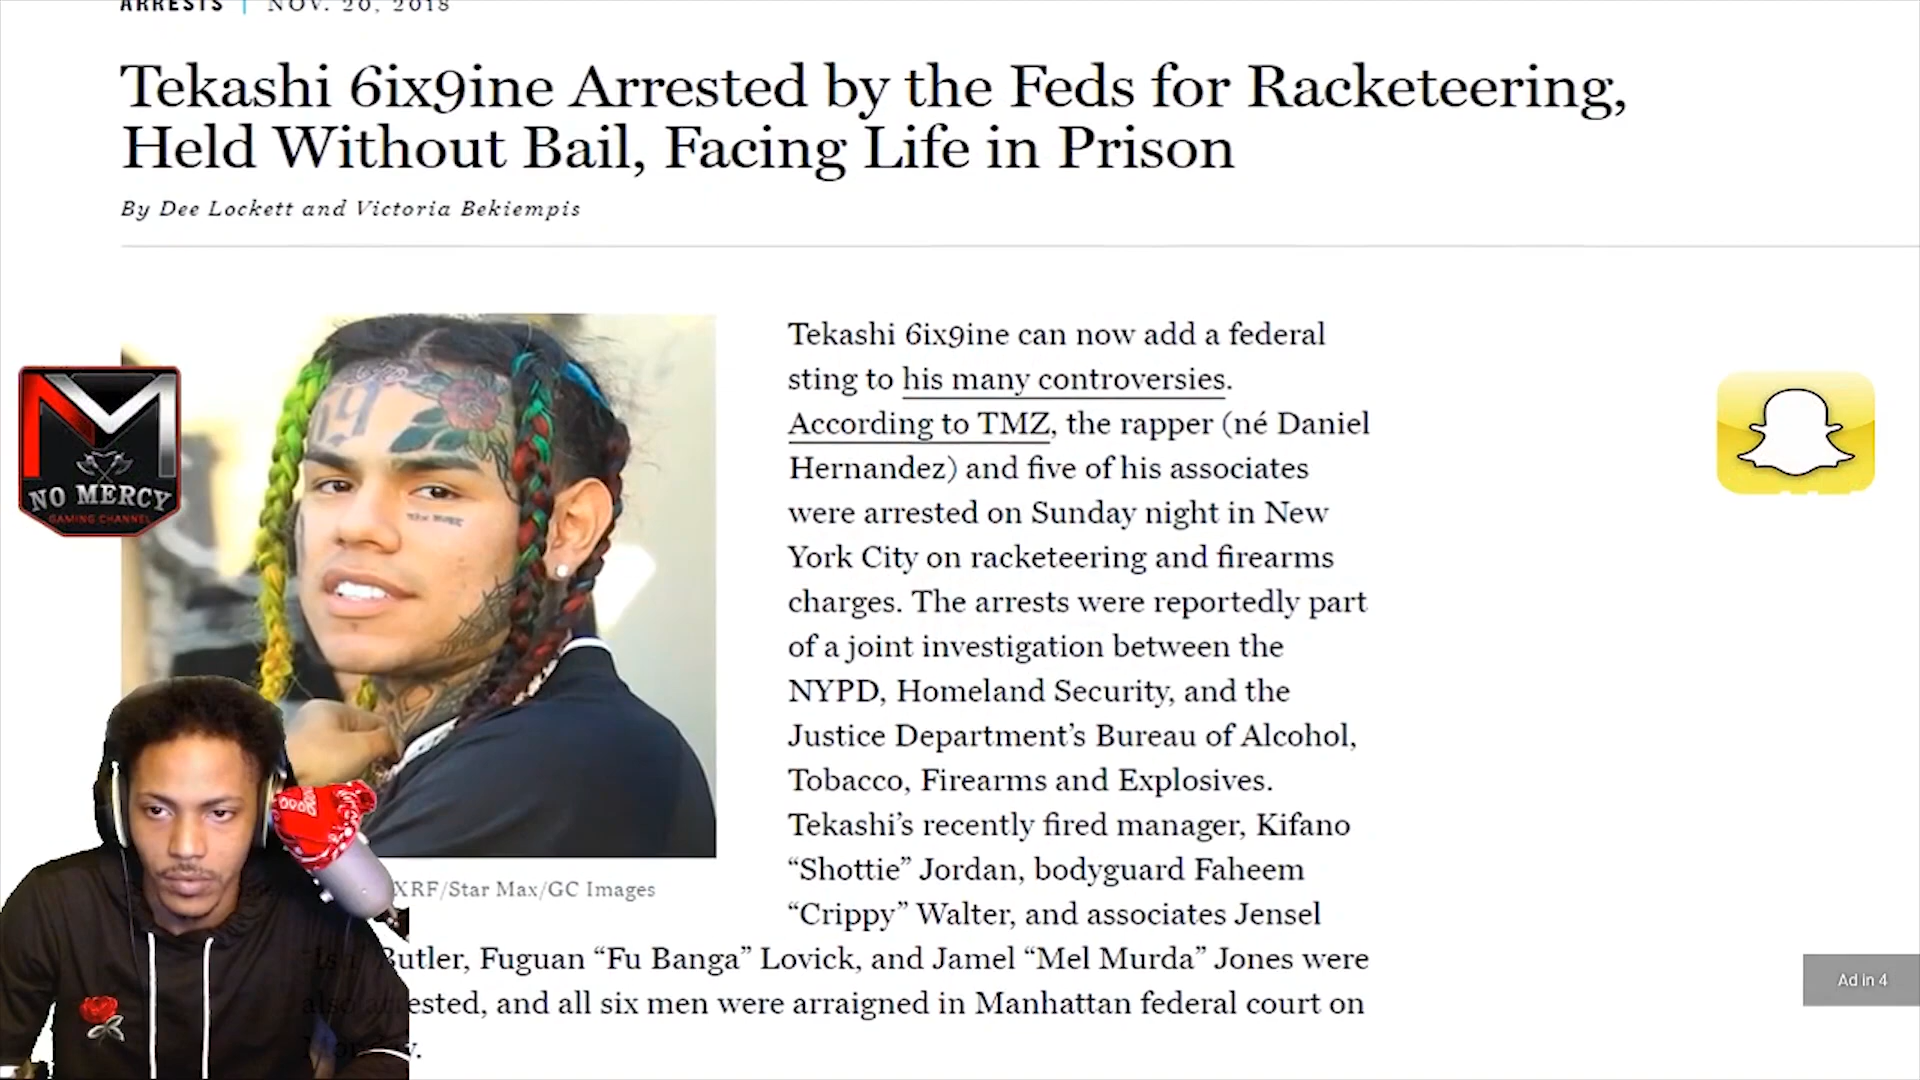 ARRESTS | NOV. 20, 2018
Tekashi 6ix9ine Arrested by the Feds for Racketeering,
Held Without Bail, Facing Life in Prison
By Dee Lockett and Victoria Bekiempis
Tekashi 6ix9ine can now add a federal
sting to his many controversies.
According to TMZ, the rapper (né Daniel
Hernandez) and five of his associates
were arrested on Sunday night in New
York City on racketeering and firearms
charges. The arrests were reportedly part
of a joint investigation between the
NYPD, Homeland Security, and the
Justice Department’s Bureau of Alcohol,
Tobacco, Firearms and Explosives.
Tekashi’s recently fired manager, Kifano
“Shottie” Jordan, bodyguard Faheem
“Crippy” Walter, and associates Jensel
Butler, Fuguan “Fu Banga” Lovick, and Jamel “Mel Murda” Jones were
also arrested, and all six men were arraigned in Manhattan federal court on
XRF/Star Max/GC Images
NO MERCY
GAMING CHANNEL
19
Ad in 4